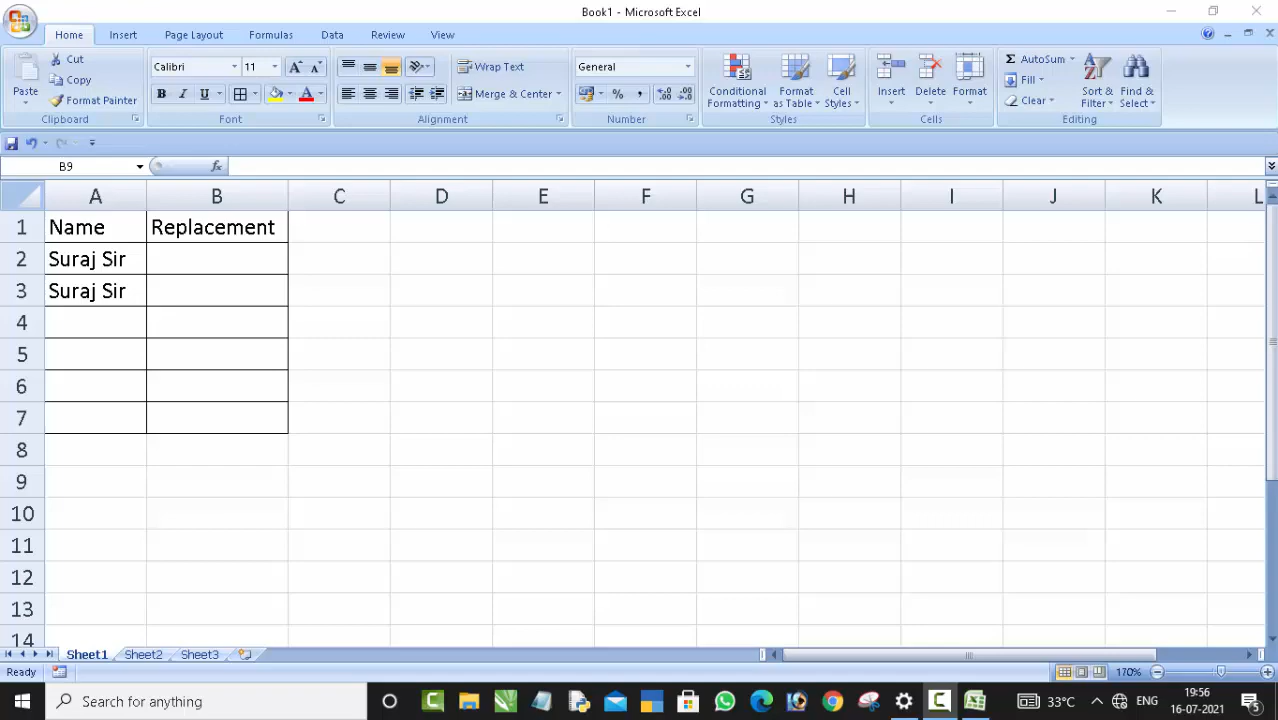 Book1 - Microsoft Excel
Home Insert Page Layout Formulas Data Review View
Paste Cut Copy Format Painter Clipboard
Calibri 11 A A B I U A Font
Wrap Text Merge & Center Alignment
General % , Number
Conditional Formatting Format as Table Cell Styles Styles
Insert Delete Format Cells
Σ AutoSum Fill Clear Sort & Filter Find & Select Editing
B9 fx
A B C D E F G H I J K L
1 Name Replacement
2 Suraj Sir
3 Suraj Sir
4
5
6
7
8
9
10
11
12
13
14
Sheet1 Sheet2 Sheet3
Ready 170%
Search for anything 33°C ENG 19:56
16-07-2021 5